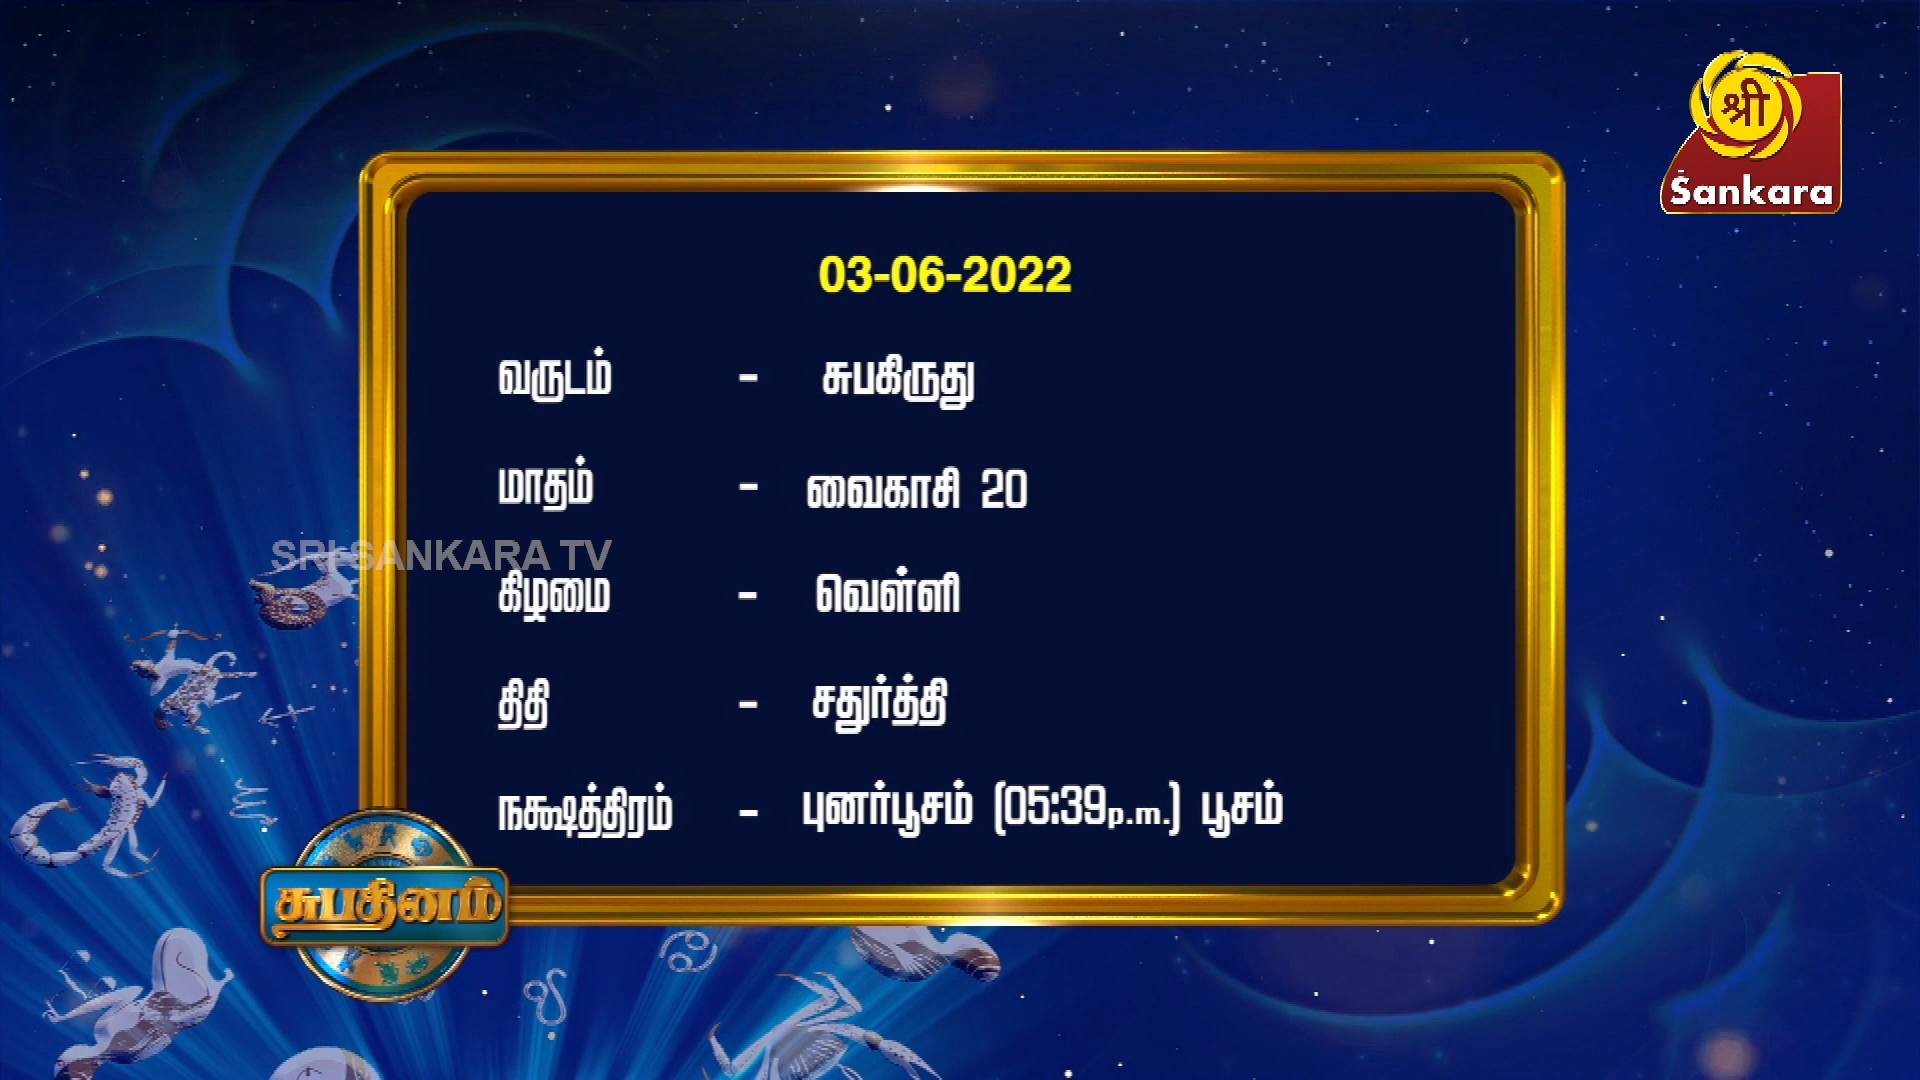 श्री
Sankara
03-06-2022
வருடம் - சுபகிருது
மாதம் - வைகாசி 20
SRI SANKARA TV
கிழமை - வெள்ளி
திதி - சதுர்த்தி
நக்ஷத்திரம் - புனர்பூசம் (05:39p.m.) பூசம்
சுபதினம்